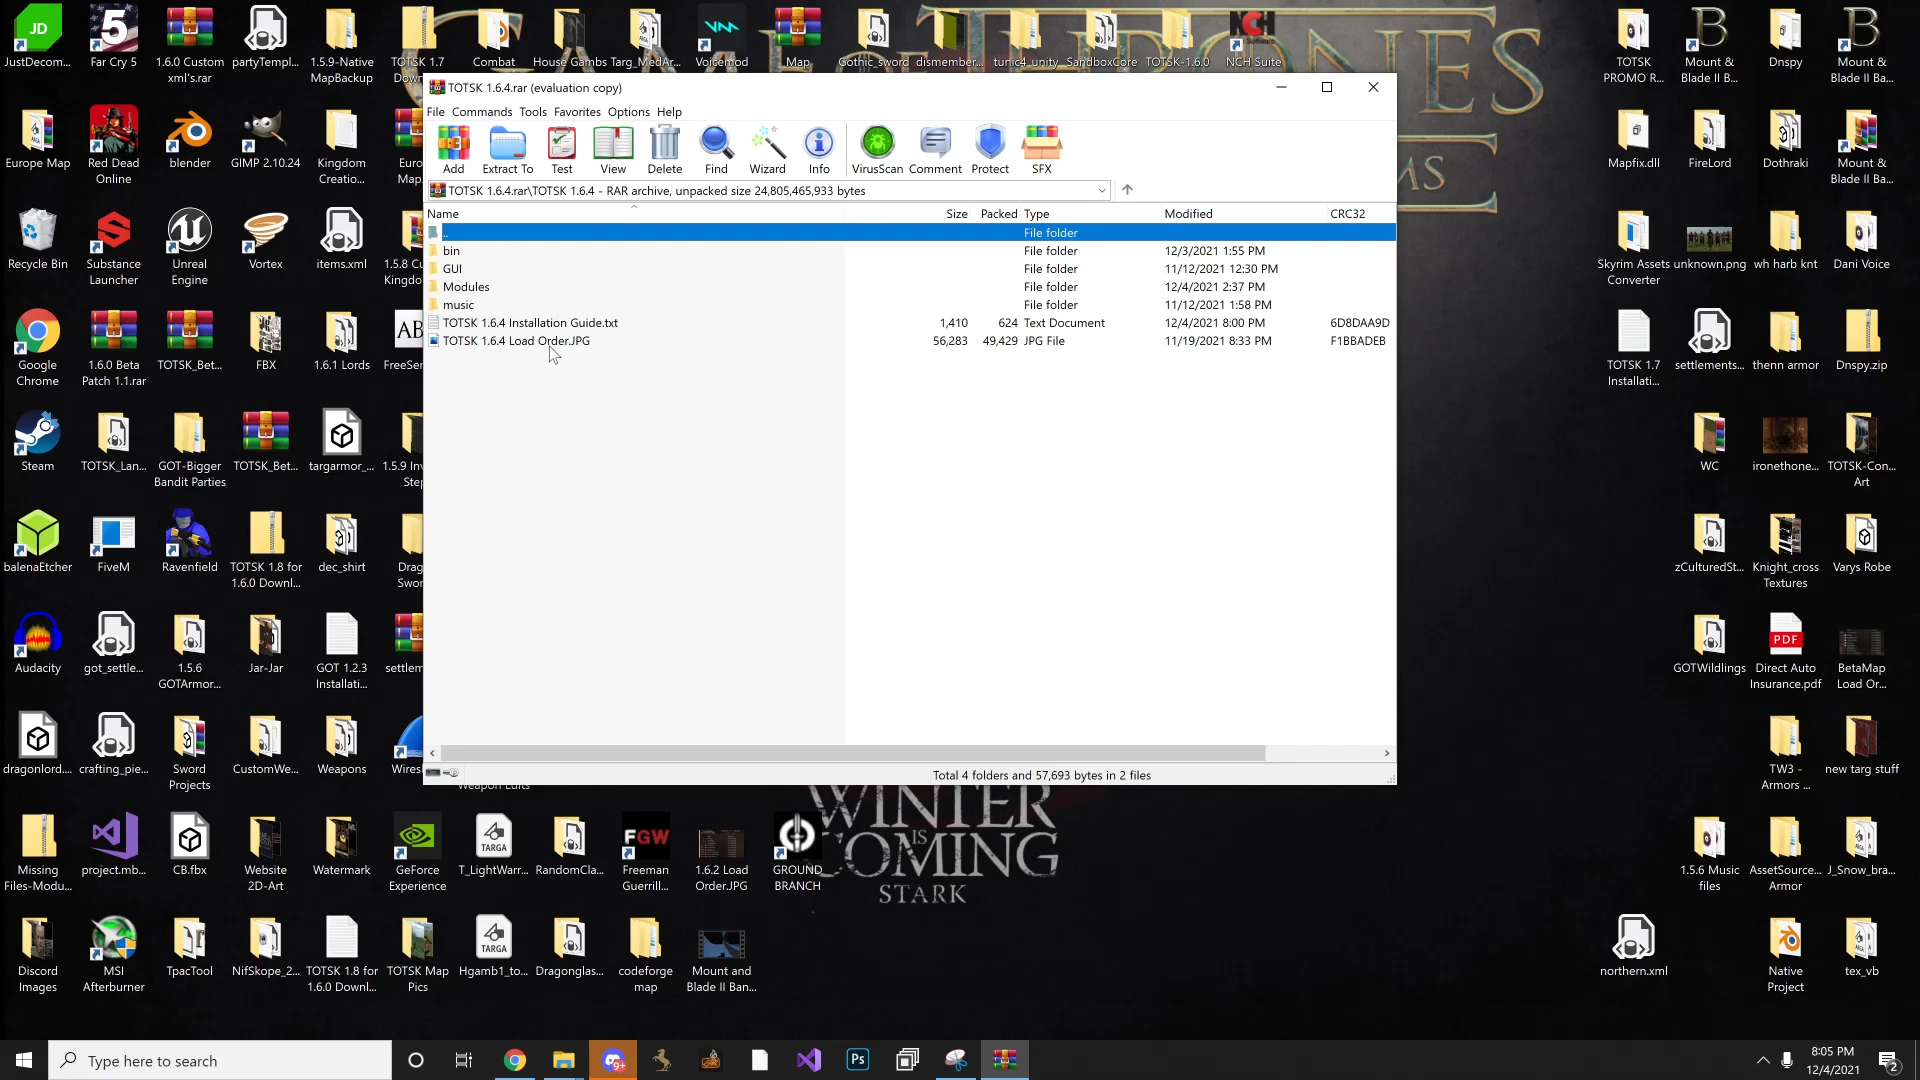 JustDecom...
Far Cry 5
1.6.0 Custom
xml's.rar
partyTempl...
1.5.9-Native
MapBackup
TOTSK 1.7
Combat
House Gambs
Targ_MedAr...
Voicemod
Map
Gothic_sword
dismember...
tunic4_unity
SandboxCore
TOTSK-1.6.0
NCH Suite
TOTSK
PROMO R...
Mount &
Blade II B...
Dnspy
Mount &
Blade II Ba...
TOTSK 1.6.4.rar (evaluation copy)
File Commands Tools Favorites Options Help
Add Extract To Test View Delete Find Wizard Info VirusScan Comment Protect SFX
TOTSK 1.6.4.rar\TOTSK 1.6.4 - RAR archive, unpacked size 24,805,465,933 bytes
Name Size Packed Type Modified CRC32
.. File folder
bin File folder 12/3/2021 1:55 PM
GUI File folder 11/12/2021 12:30 PM
Modules File folder 12/4/2021 2:37 PM
music File folder 11/12/2021 1:58 PM
TOTSK 1.6.4 Installation Guide.txt 1,410 624 Text Document 12/4/2021 8:00 PM 6D8DAA9D
TOTSK 1.6.4 Load Order.JPG 56,283 49,429 JPG File 11/19/2021 8:33 PM F1BBADEB
Total 4 folders and 57,693 bytes in 2 files
Europe Map
Red Dead
Online
blender
GIMP 2.10.24
Kingdom
Creatio...
Mapfix.dll
FireLord
Dothraki
Mount &
Blade II Ba...
Recycle Bin
Substance
Launcher
Unreal
Engine
Vortex
items.xml
Skyrim Assets
Converter
unknown.png
wh harb knt
Dani Voice
Google
Chrome
1.6.0 Beta
Patch 1.1.rar
TOTSK_Bet...
FBX
1.6.1 Lords
TOTSK 1.7
Installati...
settlements...
thenn armor
Dnspy.zip
Steam
TOTSK_Lan...
GOT-Bigger
Bandit Parties
TOTSK_Bet...
targarmor_...
WC
ironethone...
TOTSK-Con...
Art
balenaEtcher
FiveM
Ravenfield
TOTSK 1.8 for
1.6.0 Downl...
dec_shirt
zCulturedSt...
Knight_cross
Textures
Varys Robe
Audacity
got_settle...
1.5.6
GOTArmor...
Jar-Jar
GOT 1.2.3
Installati...
GOTWildlings
PDF
Direct Auto
Insurance.pdf
BetaMap
Load Or...
dragonlord....
crafting_pie...
Sword
Projects
CustomWe...
Weapons
TW3 -
Armors ...
new targ stuff
WINTER
IS
COMING
STARK
Missing
Files-Modu...
project.mb...
CB.fbx
Website
2D-Art
Watermark
GeForce
Experience
TARGA
T_LightWarr...
RandomCla...
FGW
Freeman
Guerrill...
1.6.2 Load
Order.JPG
GROUND
BRANCH
1.5.6 Music
files
AssetSource...
Armor
J_Snow_bra...
Discord
Images
MSI
Afterburner
TpacTool
NifSkope_2...
TOTSK 1.8 for
1.6.0 Downl...
TOTSK Map
Pics
TARGA
Hgamb1_to...
Dragonglas...
codeforge
map
Mount and
Blade II Ban...
northern.xml
Native
Project
tex_vb
Type here to search
9+
Ps
8:05 PM
12/4/2021
2